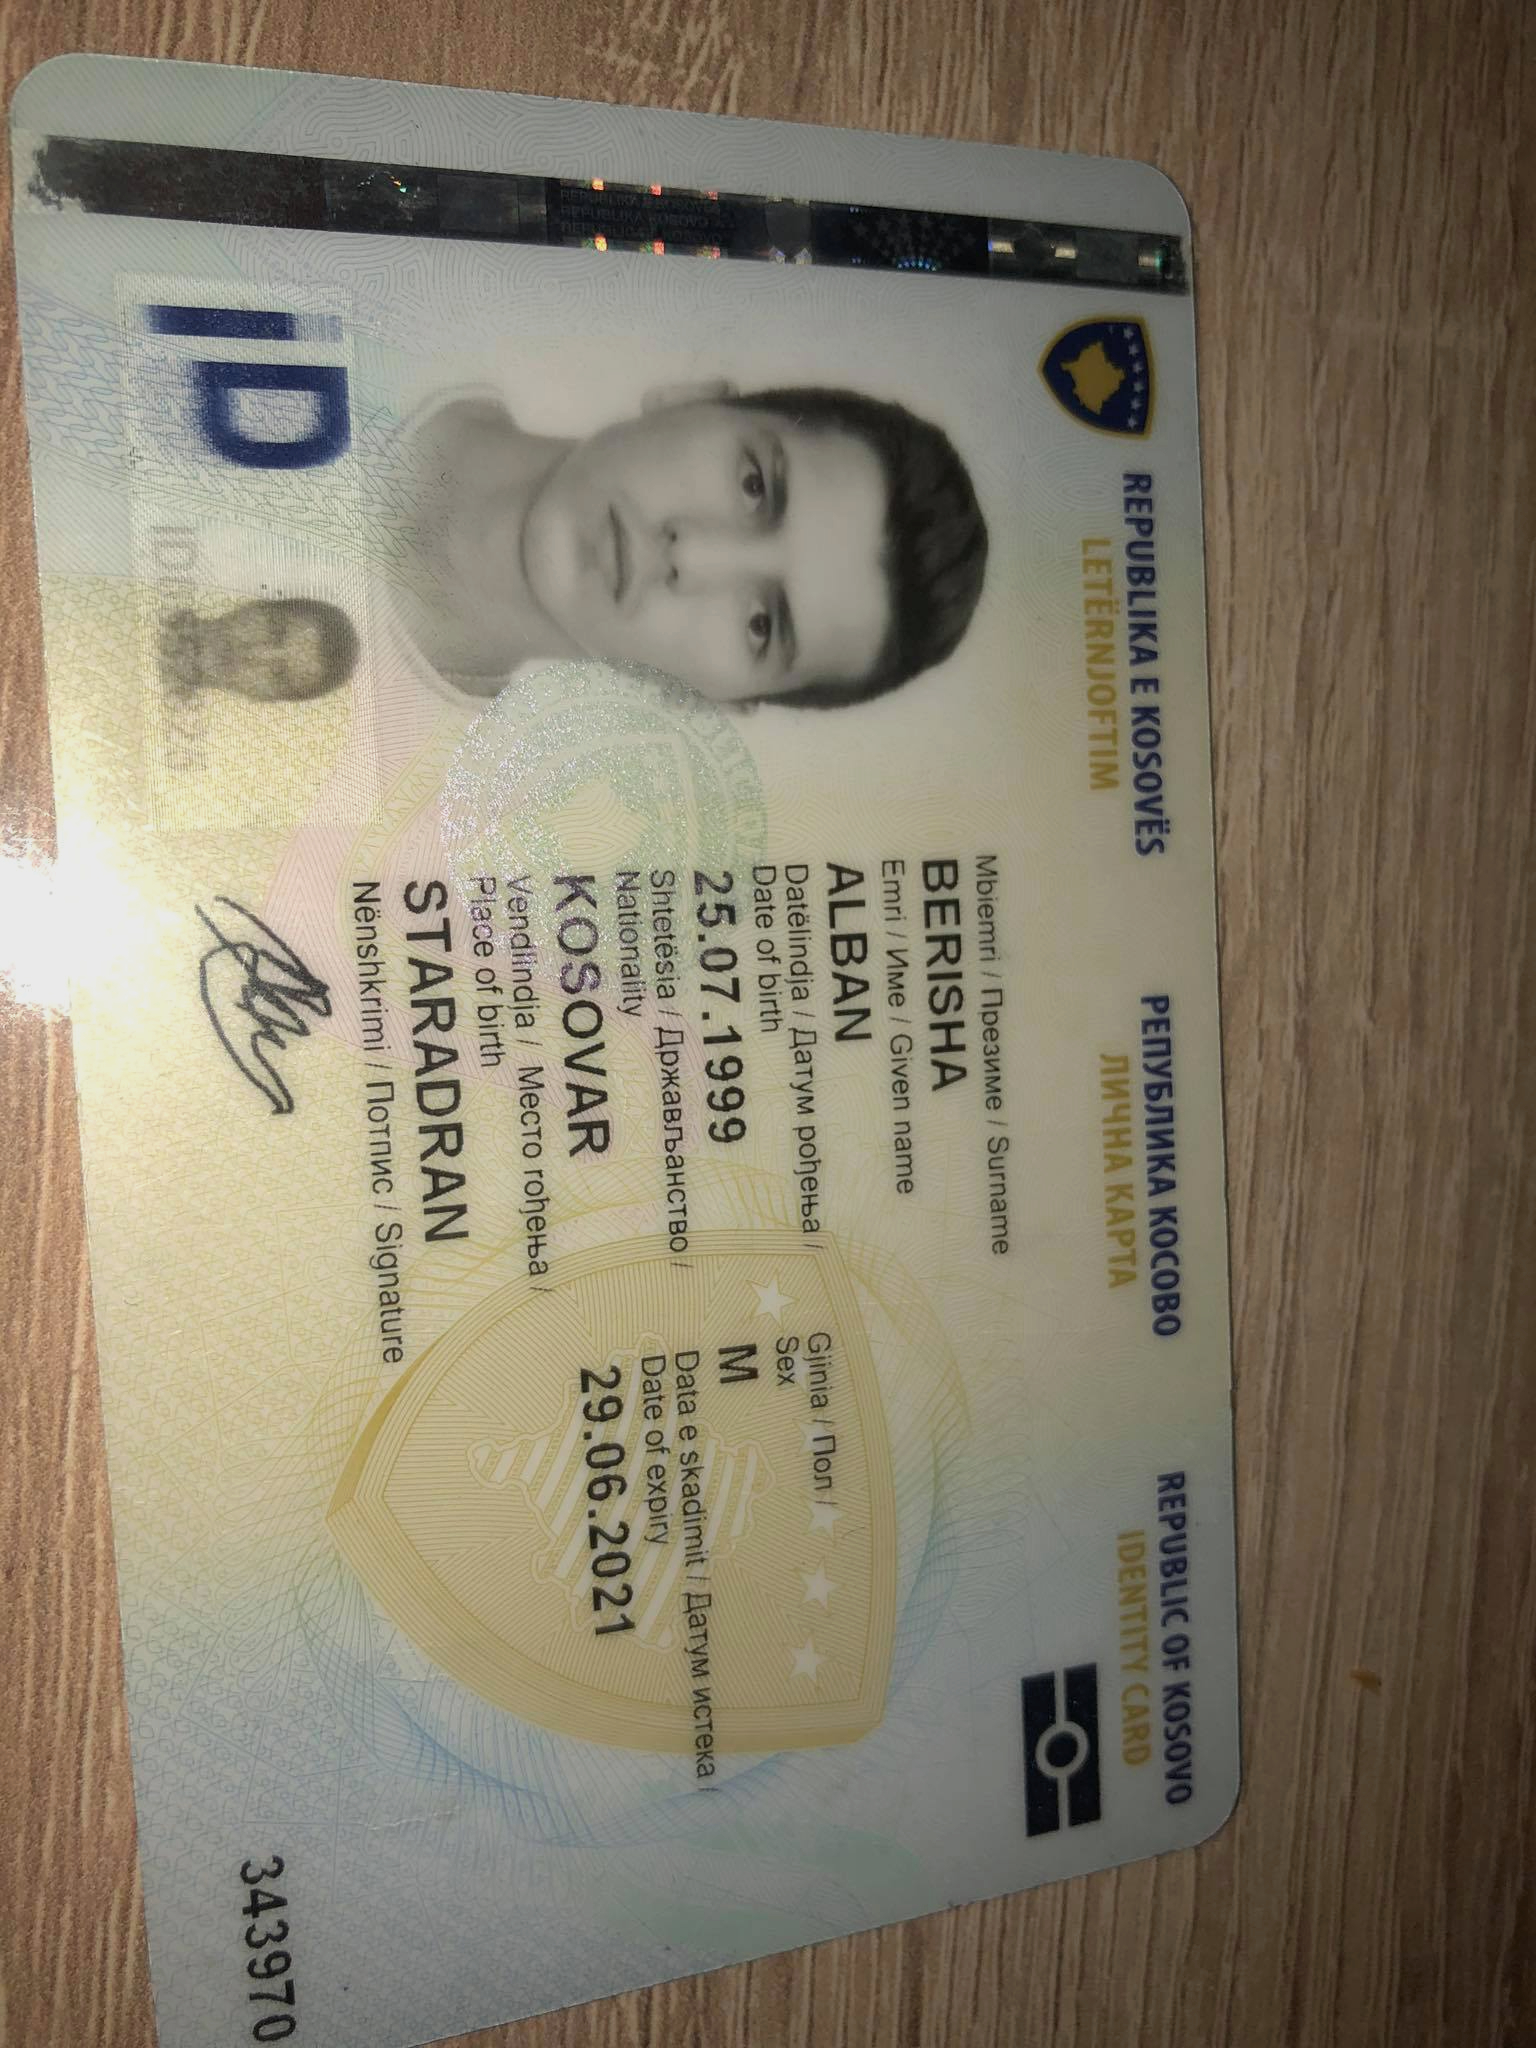 REPUBLIKA E KOSOVËS
LETËRNJOFTIM
РЕПУБЛИКА КОСОВО
ЛИЧНА КАРТА
REPUBLIC OF KOSOVO
IDENTITY CARD
Mbiemri / Презиме / Surname
BERISHA
Emri / Име / Given name
ALBAN
Datëlindja / Датум рођења /
Date of birth
25.07.1999
Gjinia / Пол /
Sex
M
Shtetësia / Држављанство /
Nationality
KOSOVAR
Data e skadimit / Датум истека /
Date of expiry
29.06.2021
Vendlindja / Место гођења /
Place of birth
STARADRAN
Nënshkrimi / Потпис / Signature
iD
343970